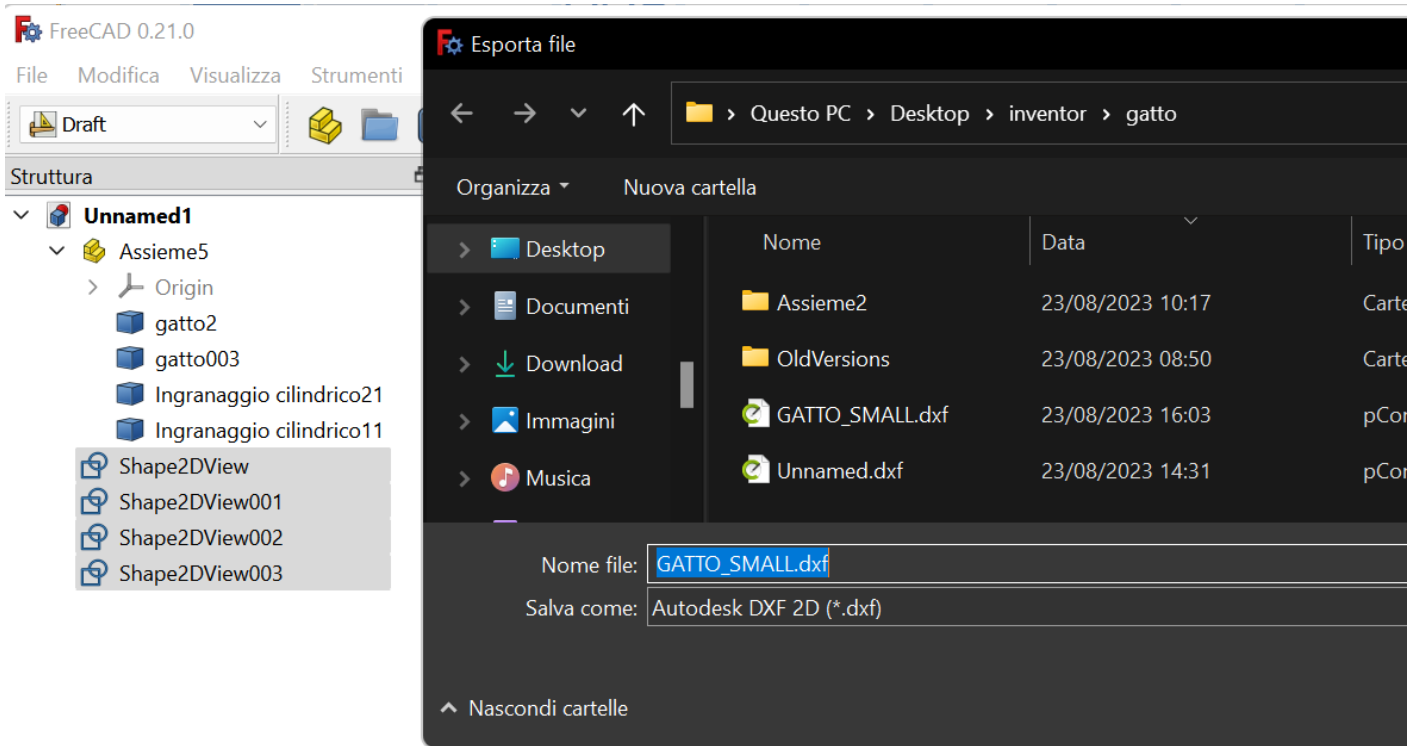 FreeCAD 0.21.0
File Modifica Visualizza Strumenti
Draft
Struttura
Unnamed1
Assieme5
Origin
gatto2
gatto003
Ingranaggio cilindrico21
Ingranaggio cilindrico11
Shape2DView
Shape2DView001
Shape2DView002
Shape2DView003
Esporta file
Questo PC Desktop inventor gatto
Organizza Nuova cartella
Desktop
Documenti
Download
Immagini
Musica
Nome Data Tipo
Assieme2 23/08/2023 10:17 Carte
OldVersions 23/08/2023 08:50 Carte
GATTO_SMALL.dxf 23/08/2023 16:03 pCor
Unnamed.dxf 23/08/2023 14:31 pCor
Nome file: GATTO_SMALL.dxf
Salva come: Autodesk DXF 2D (*.dxf)
Nascondi cartelle